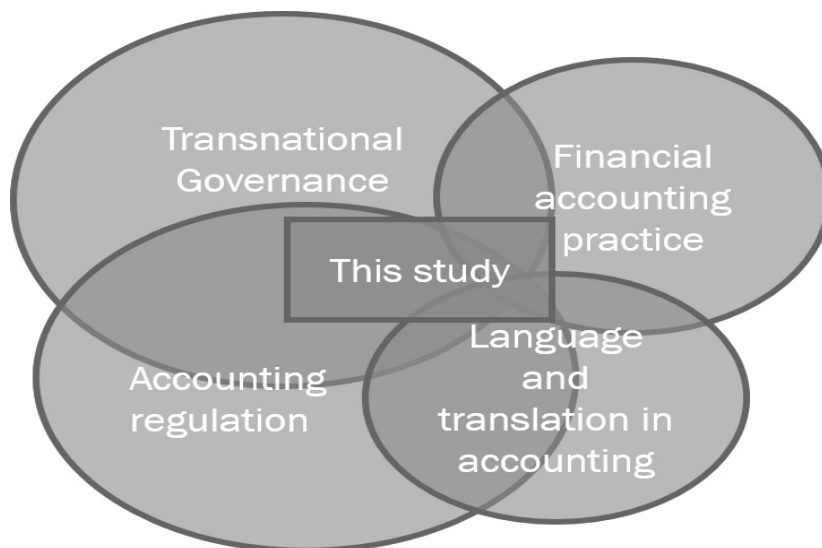 Transnational
Governance
Financial
accounting
practice
This study
Language
and
translation in
accounting
Accounting
regulation